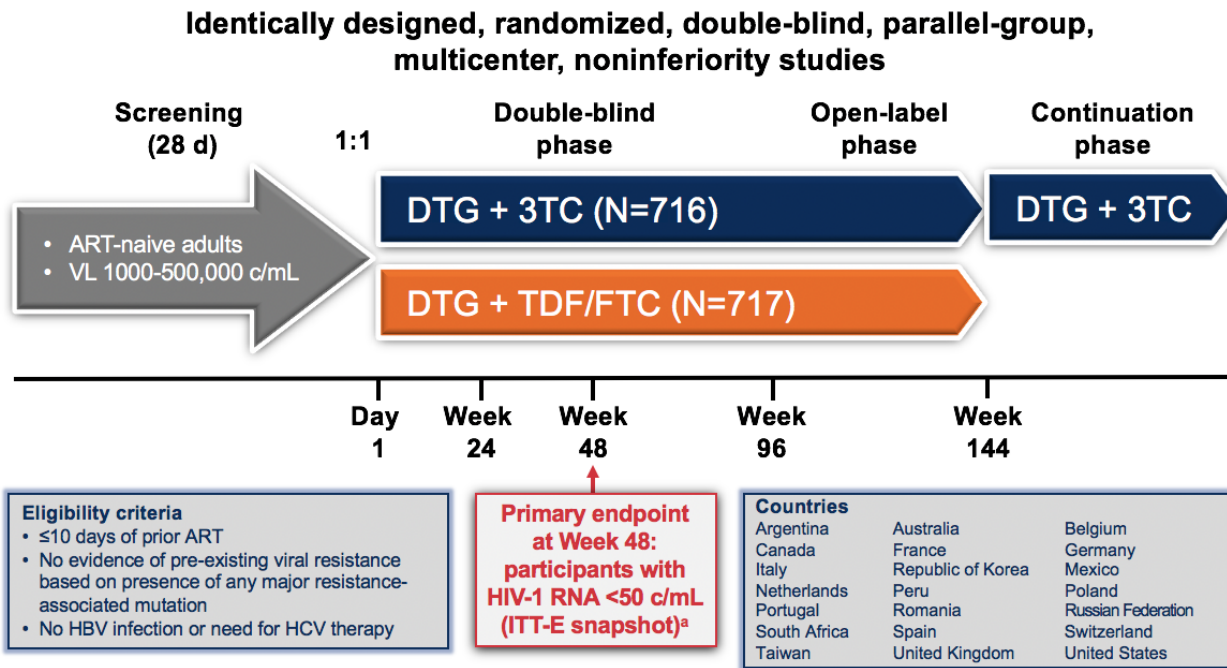 Identically designed, randomized, double-blind, parallel-group,
multicenter, noninferiority studies
Screening
(28 d)
1:1
Double-blind
phase
Open-label
phase
Continuation
phase
• ART-naive adults
• VL 1000-500,000 c/mL
DTG + 3TC (N=716)
DTG + 3TC
DTG + TDF/FTC (N=717)
Day
1
Week
24
Week
48
Week
96
Week
144
Eligibility criteria
• ≤10 days of prior ART
• No evidence of pre-existing viral resistance
based on presence of any major resistance-
associated mutation
• No HBV infection or need for HCV therapy
Primary endpoint
at Week 48:
participants with
HIV-1 RNA <50 c/mL
(ITT-E snapshot)ᵃ
Countries
Argentina Australia Belgium
Canada France Germany
Italy Republic of Korea Mexico
Netherlands Peru Poland
Portugal Romania Russian Federation
South Africa Spain Switzerland
Taiwan United Kingdom United States